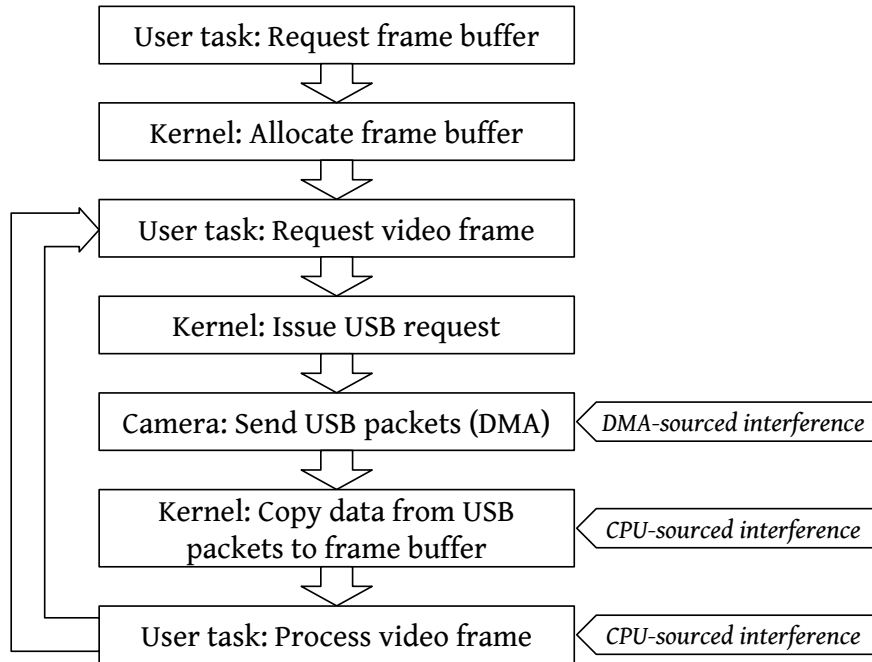 User task: Request frame buffer
Kernel: Allocate frame buffer
User task: Request video frame
Kernel: Issue USB request
Camera: Send USB packets (DMA)
DMA-sourced interference
Kernel: Copy data from USB
packets to frame buffer
CPU-sourced interference
User task: Process video frame
CPU-sourced interference